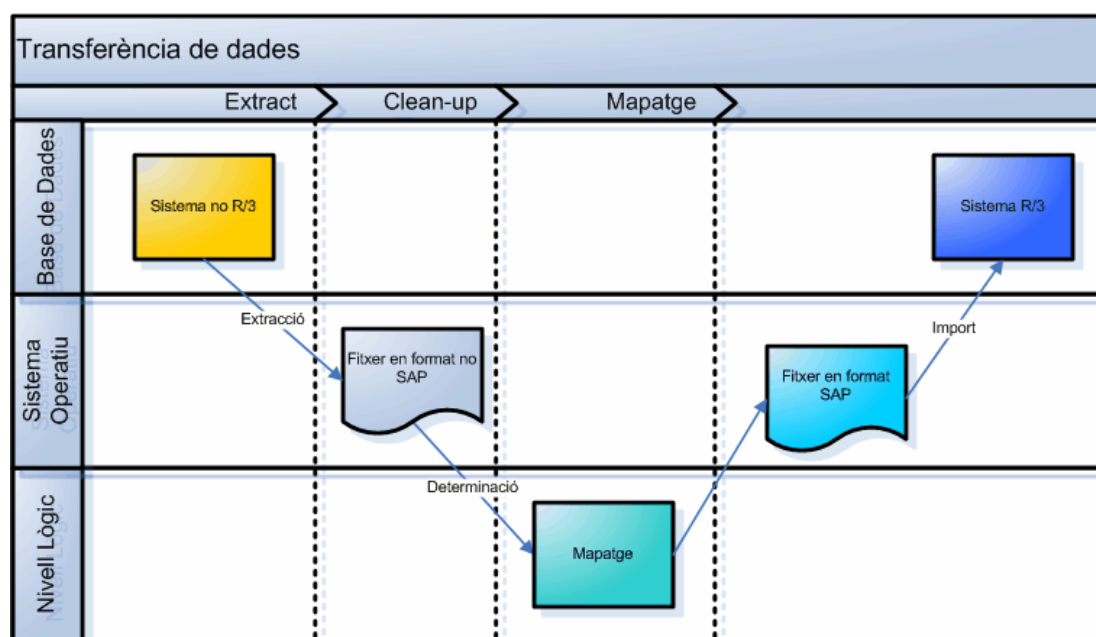 Transferència de dades
Extract
Clean-up
Mapatge
Base de Dades
Sistema no R/3
Sistema R/3
Extracció
Import
Sistema
Operatiu
Fitxer en format no
SAP
Fitxer en format
SAP
Determinació
Nivell Lògic
Mapatge